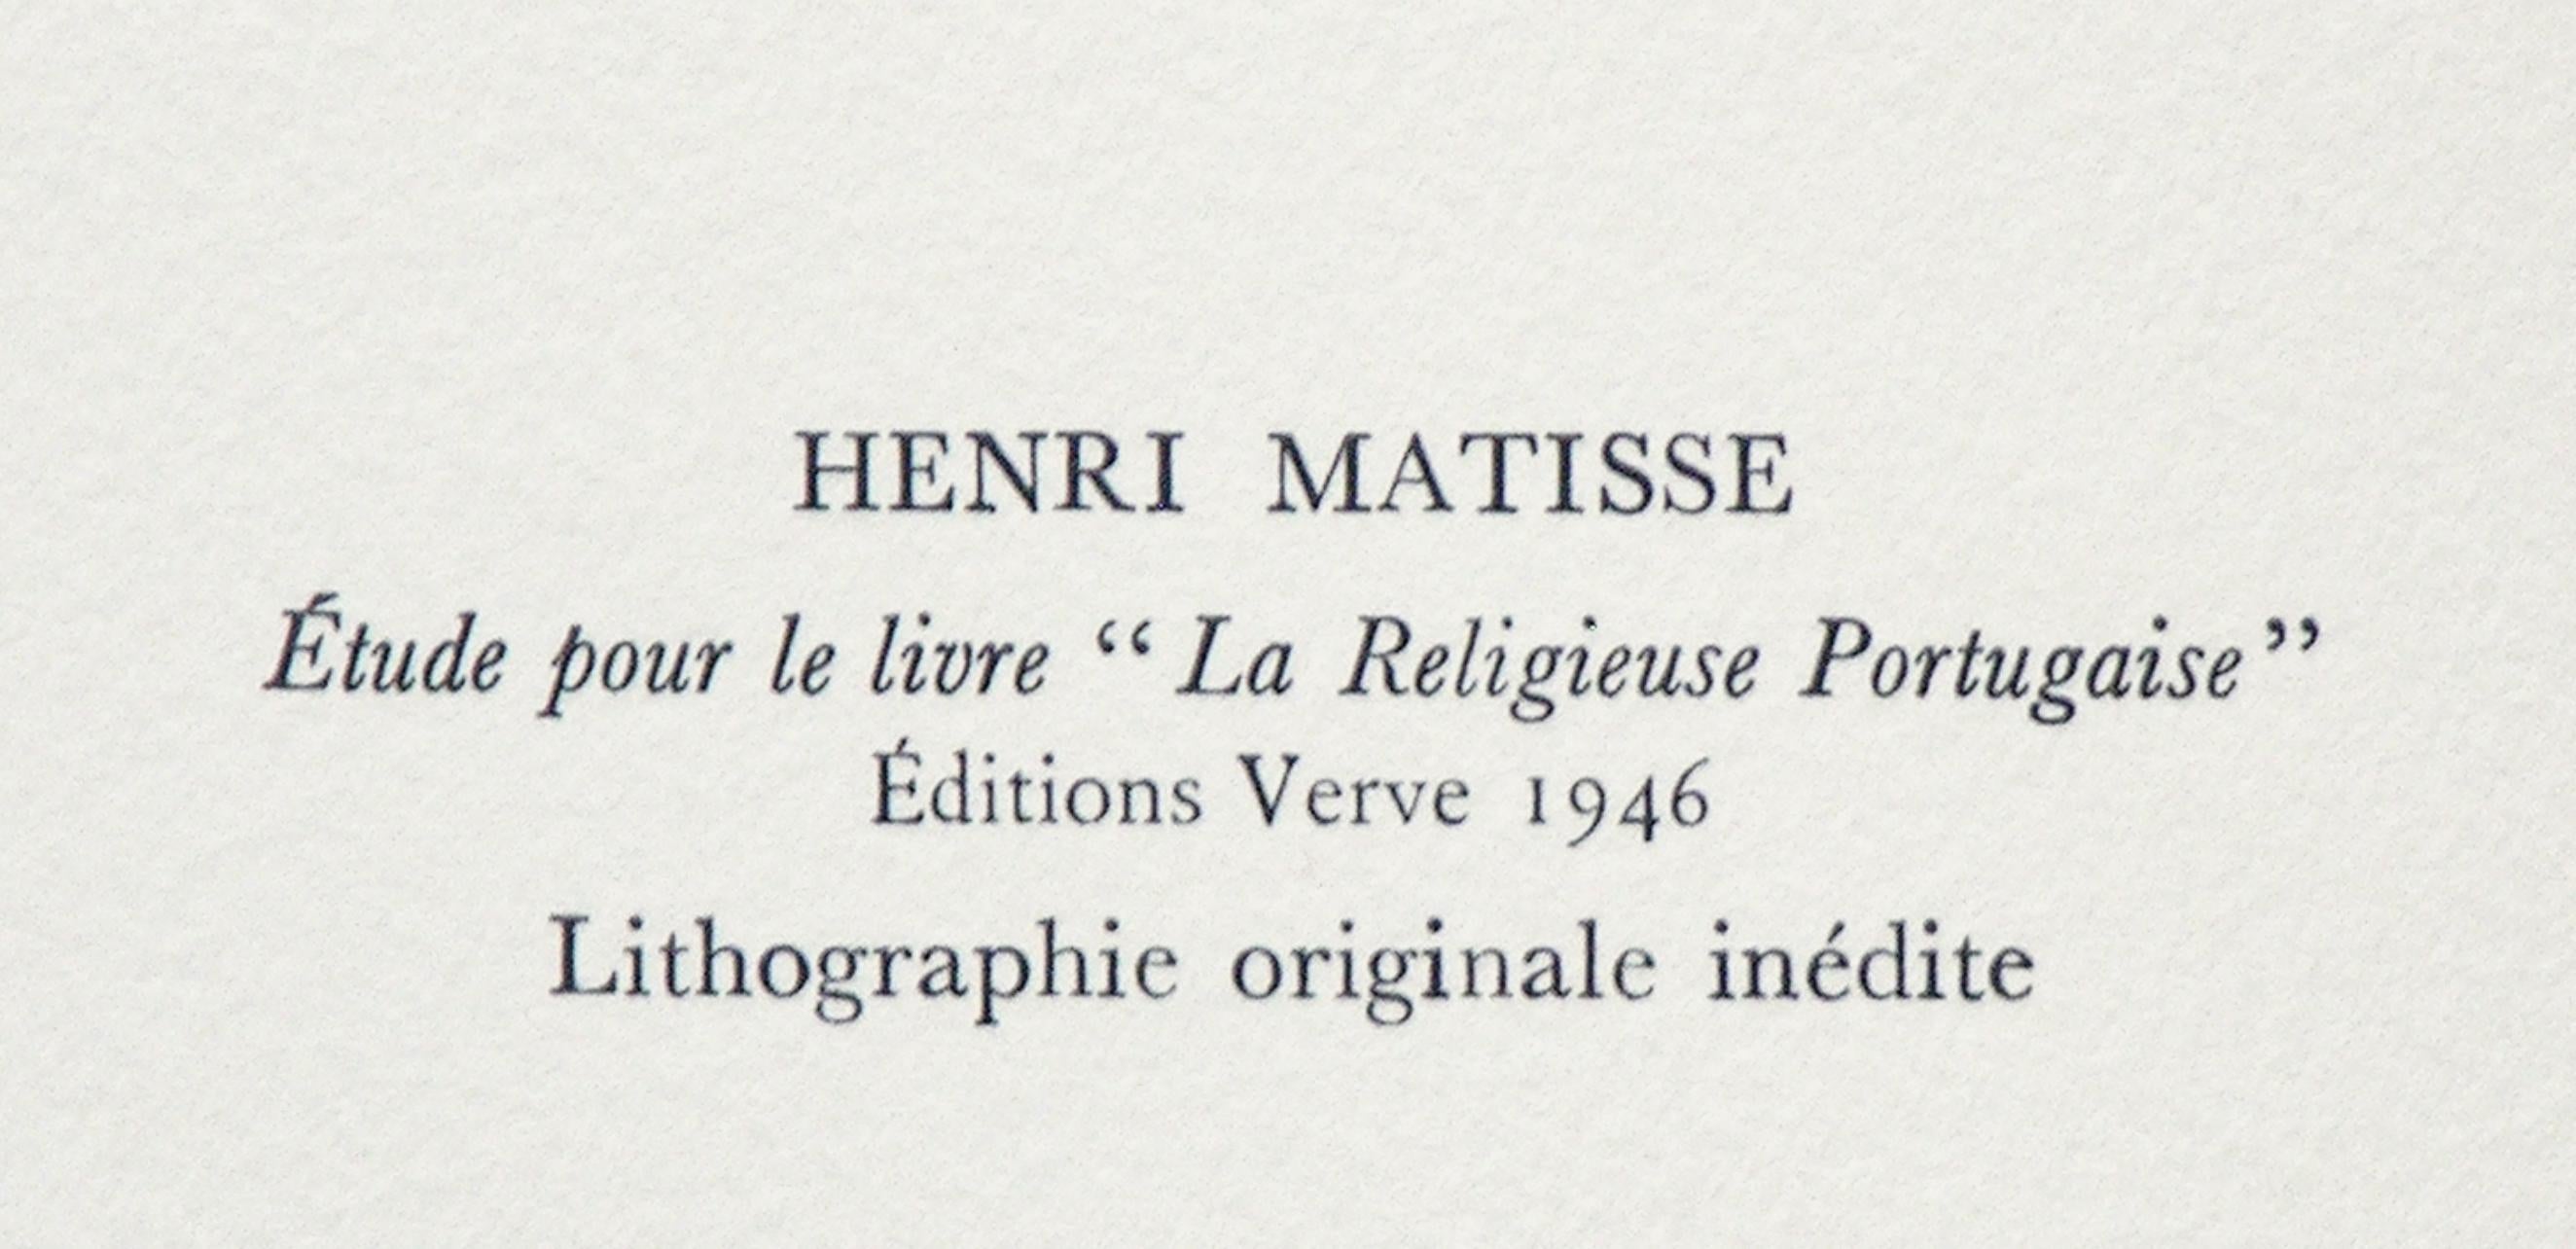 HENRI MATISSE
Étude pour le livre “ La Religieuse Portugaise”
Éditions Verve 1946
Lithographie originale inédite